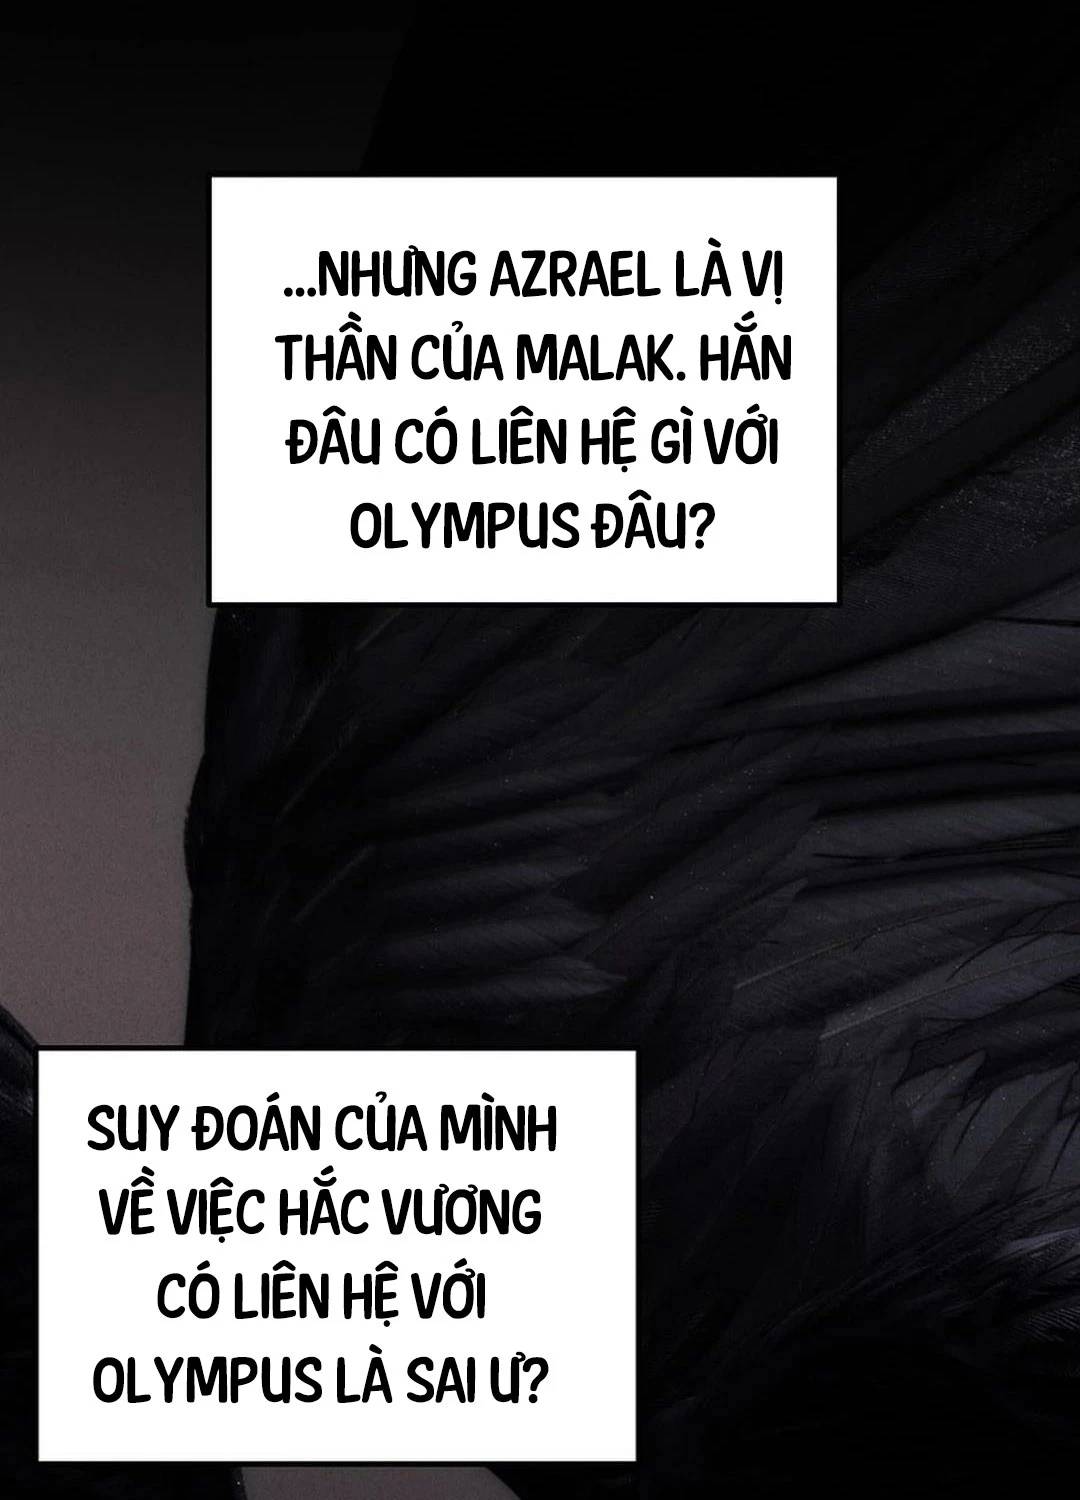 ...NHƯNG AZRAEL LÀ VỊ
THẦN CỦA MALAK. HẮN
ĐÂU CÓ LIÊN HỆ GÌ VỚI
OLYMPUS ĐÂU?
SUY ĐOÁN CỦA MÌNH
VỀ VIỆC HẮC VƯƠNG
CÓ LIÊN HỆ VỚI
OLYMPUS LÀ SAI Ư?